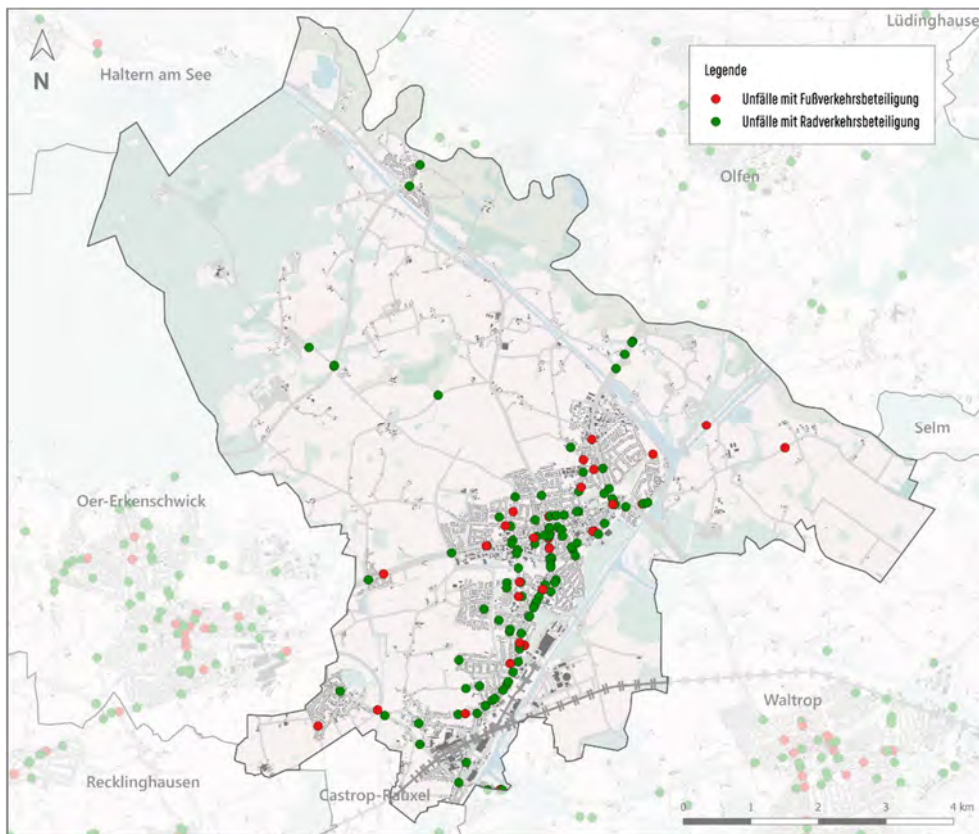 Lüdinghause
N
Haltern am See
Legende
Unfälle mit Fußverkehrsbeteiligung
Unfälle mit Radverkehrsbeteiligung
Olfen
Selm
Oer-Erkenschwick
Waltrop
Recklinghausen
Castrop-Rauxel
0 1 2 3 4 km